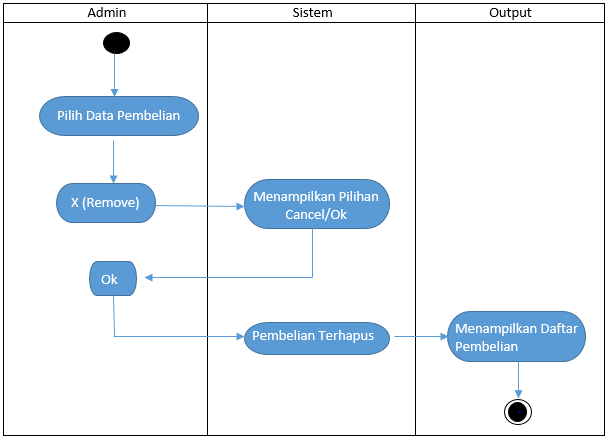 Admin
Sistem
Output
Pilih Data Pembelian
X (Remove)
Menampilkan Pilihan
Cancel/Ok
Ok
Pembelian Terhapus
Menampilkan Daftar
Pembelian